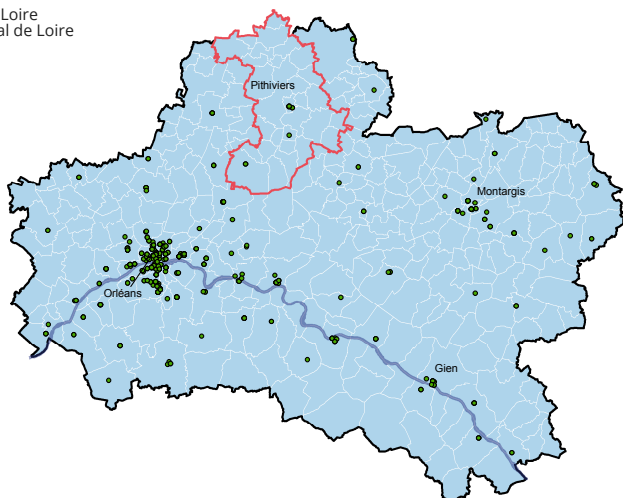 Loire
al de Loire
Pithiviers
Montargis
Orléans
Gien